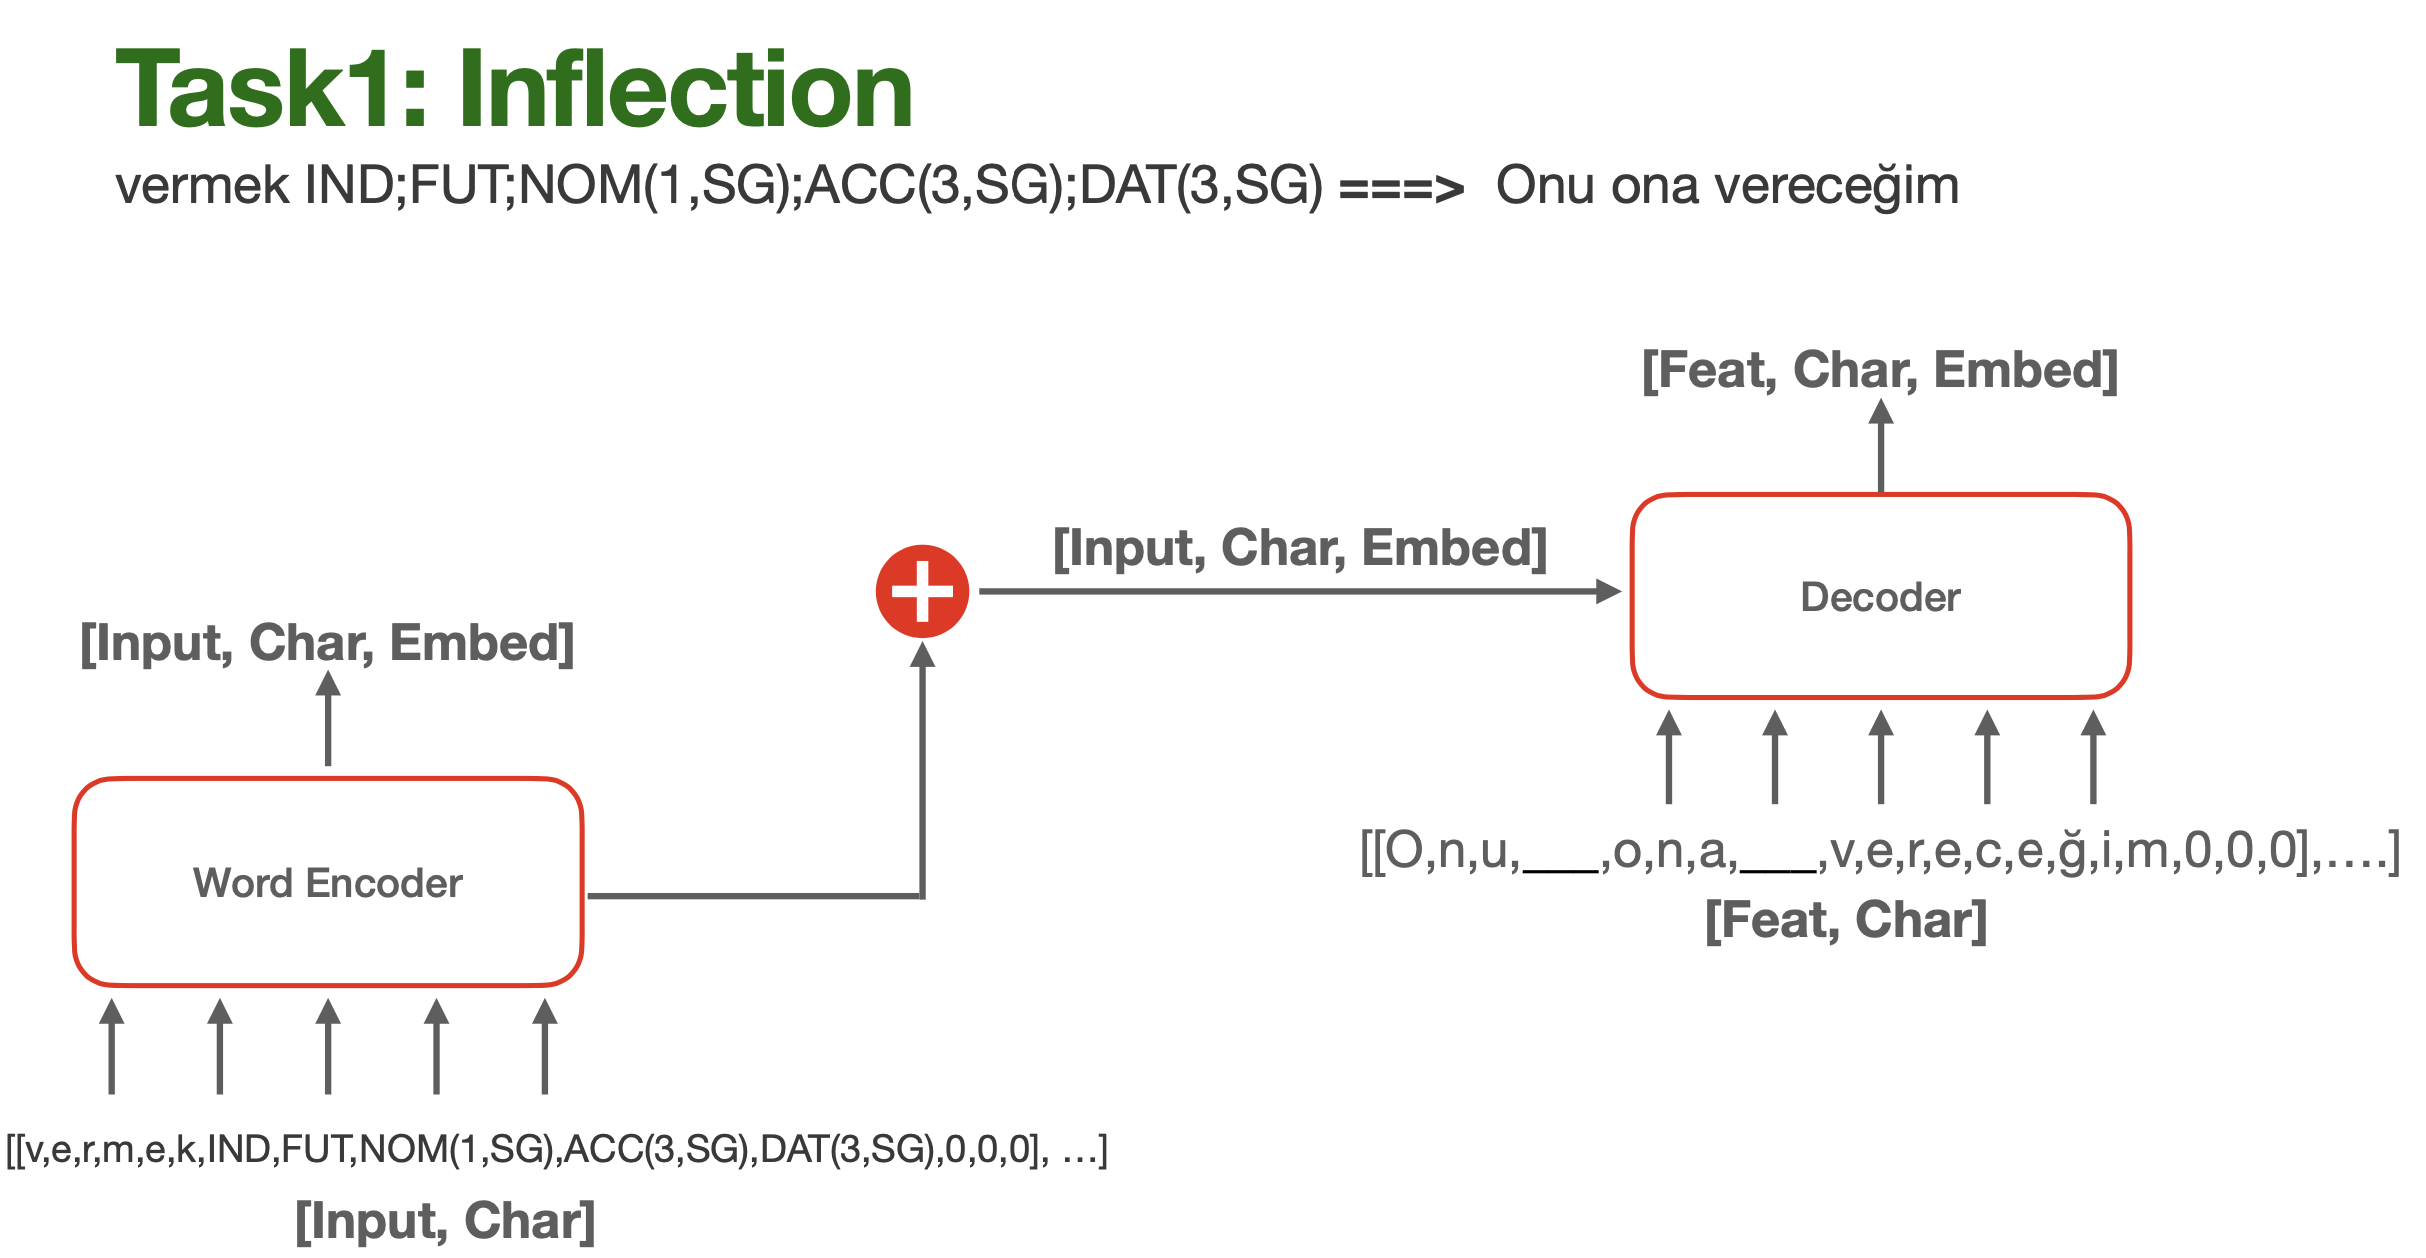 Task1: Inflection
vermek IND;FUT;NOM(1,SG);ACC(3,SG);DAT(3,SG) ===> Onu ona vereceğim
[Feat, Char, Embed]
[Input, Char, Embed]
Decoder
[Input, Char, Embed]
[[O,n,u,___,o,n,a,___,v,e,r,e,c,e,ğ,i,m,0,0,0],....]
[Feat, Char]
Word Encoder
[[v,e,r,m,e,k,IND,FUT,NOM(1,SG),ACC(3,SG),DAT(3,SG),0,0,0], ...]
[Input, Char]